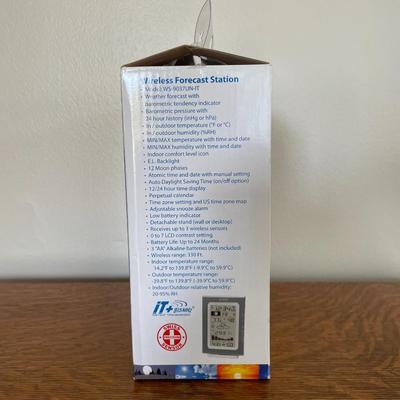 Wireless Forecast Station
• Model: WS-9037UN-IT
• Weather forecast with
barometric tendency indicator
• Barometric pressure with
24 hour history (inHg or hPa)
• In / outdoor temperature (°F or °C)
• In / outdoor humidity (%RH)
• MIN/MAX temperature with time and date
• MIN/MAX humidity with time and date
• Indoor comfort level icon
• E.L. Backlight
• 12 Moon phases
• Atomic time and date with manual setting
• Auto Daylight Saving Time (on/off option)
• 12/24 hour time display
• Perpetual calendar
• Time zone setting and US time zone map
• Adjustable snooze alarm
• Low battery indicator
• Detachable stand (wall or desktop)
• Receives up to 3 wireless sensors
• 0 to 7 LCD contrast setting
• Battery Life: Up to 24 Months
• 3 "AA" Alkaline batteries (not included)
• Wireless range: 330 Ft.
• Indoor temperature range:
14.2°F to 139.8°F (-9.9°C to 59.9°C)
• Outdoor temperature range:
-39.8°F to 139.8°F (-39.9°C to 59.9°C)
• Indoor/Outdoor relative humidity:
20-95% RH
IT+ 915 MHz
SWISS
SENSOR